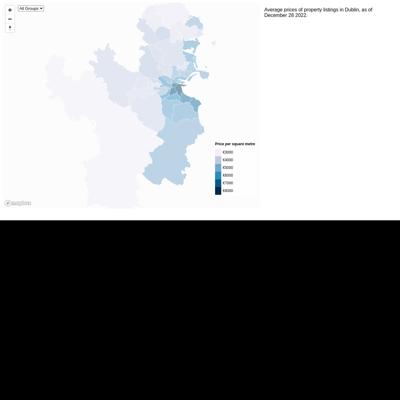 All Groups
Average prices of property listings in Dublin, as of
December 28 2022.
Price per square metre
€3000
€4000
€5000
€6000
€7000
€8000
mapbox